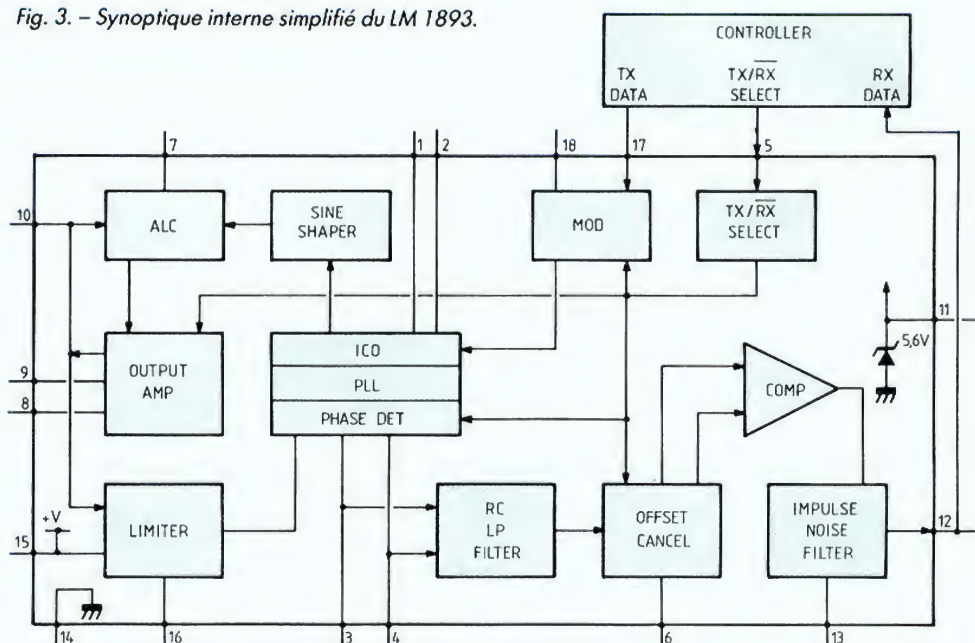 Fig. 3. – Synoptique interne simplifié du LM 1893.
CONTROLLER
TX
DATA
TX/R̅X̅
SELECT
RX
DATA
7
1
2
18
17
5
10
ALC
SINE
SHAPER
MOD
TX/R̅X̅
SELECT
11
5,6V
9
8
OUTPUT
AMP
ICO
PLL
PHASE DET
COMP
+V
15
LIMITER
RC
LP
FILTER
OFFSET
CANCEL
IMPULSE
NOISE
FILTER
12
14
16
3
4
6
13